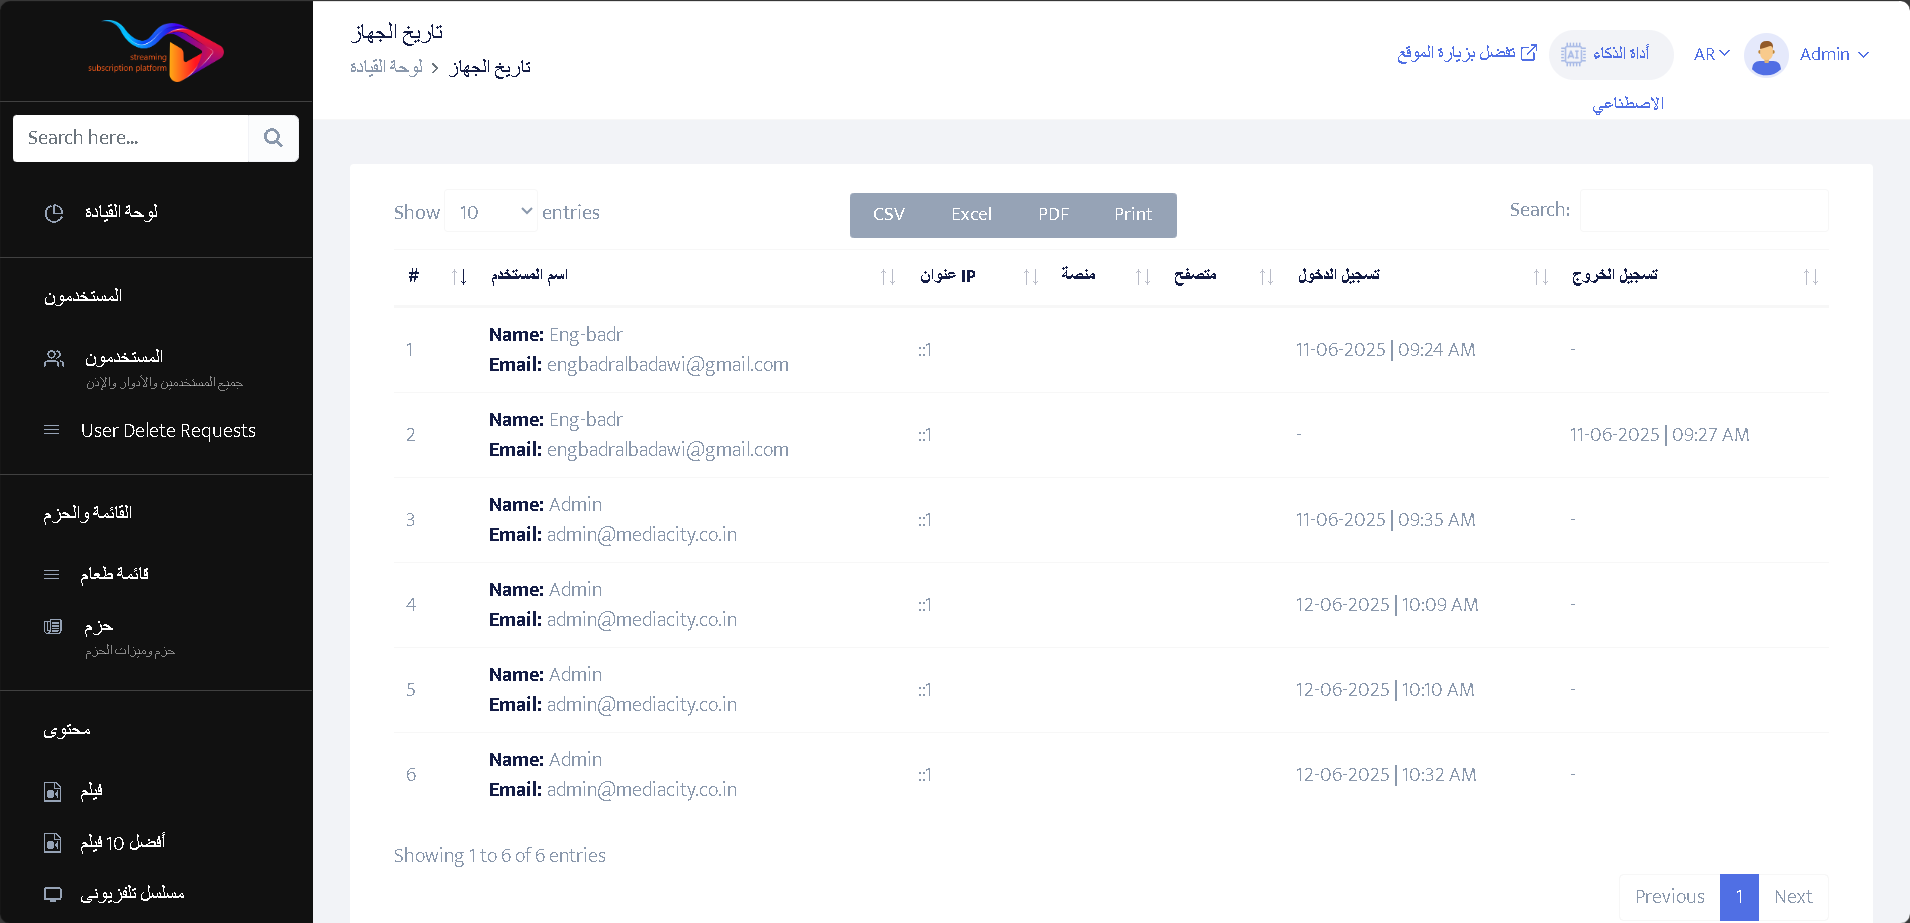 streaming
subscription platform
Search here...
لوحة القيادة
المستخدمون
المستخدمون
جميع المستخدمين والأدوار والإذن
User Delete Requests
القائمة والحزم
قائمة طعام
حزم
حزم وميزات الحزم
محتوى
فيلم
أفضل 10 فيلم
مسلسل تلفزيوني
تاريخ الجهاز
لوحة القيادة > تاريخ الجهاز
تفضل بزيارة الموقع
AI أداة الذكاء
الاصطناعي
AR
Admin
Show 10 entries
CSV Excel PDF Print
Search:
# اسم المستخدم عنوان IP منصة متصفح تسجيل الدخول تسجيل الخروج
Name: Eng-badr
1 ::1 11-06-2025 | 09:24 AM -
Email: engbadralbadawi@gmail.com
Name: Eng-badr
2 ::1 - 11-06-2025 | 09:27 AM
Email: engbadralbadawi@gmail.com
Name: Admin
3 ::1 11-06-2025 | 09:35 AM -
Email: admin@mediacity.co.in
Name: Admin
4 ::1 12-06-2025 | 10:09 AM -
Email: admin@mediacity.co.in
Name: Admin
5 ::1 12-06-2025 | 10:10 AM -
Email: admin@mediacity.co.in
Name: Admin
6 ::1 12-06-2025 | 10:32 AM -
Email: admin@mediacity.co.in
Showing 1 to 6 of 6 entries
Previous 1 Next